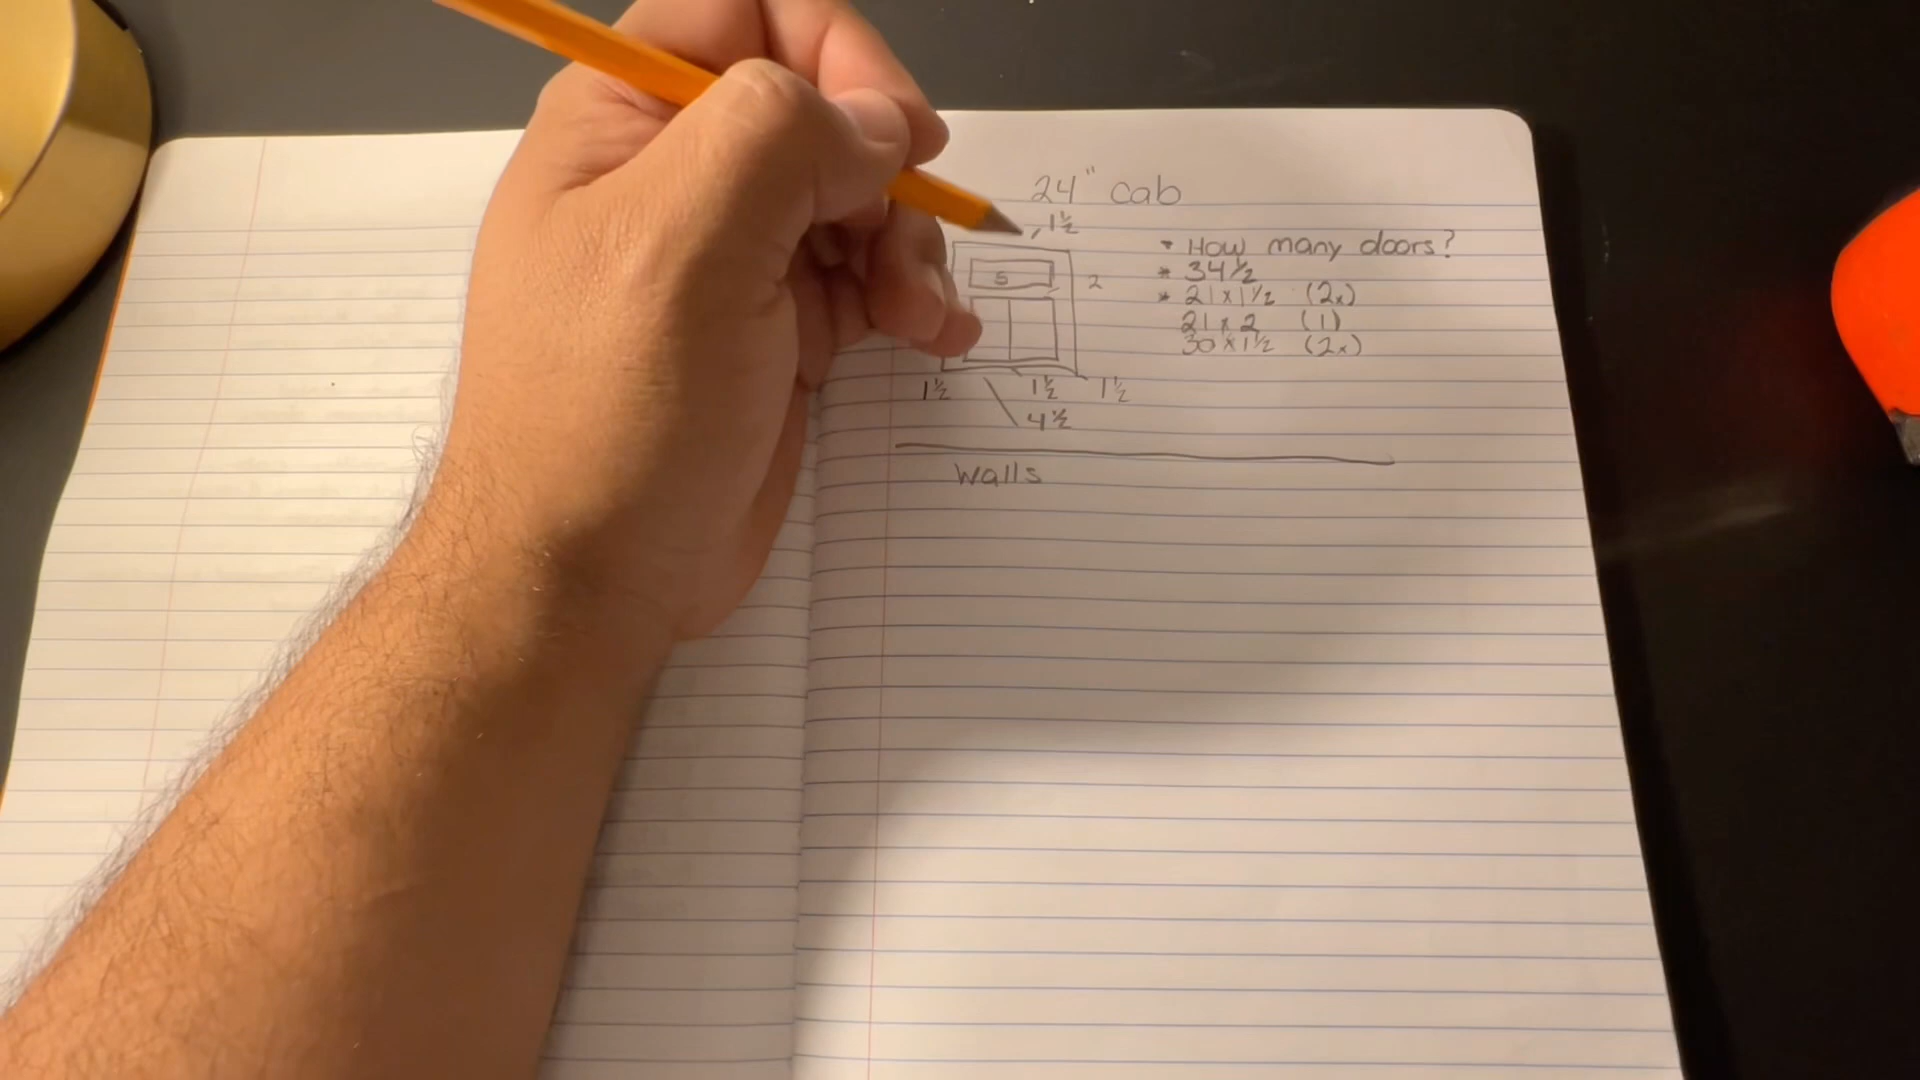 24" cab
1½
• How many doors?
5
2
* 34½
* 21 x 1½ (2x)
21 x 2 (1)
30 x 1½ (2x)
1½ 1½ 1½
4½
walls